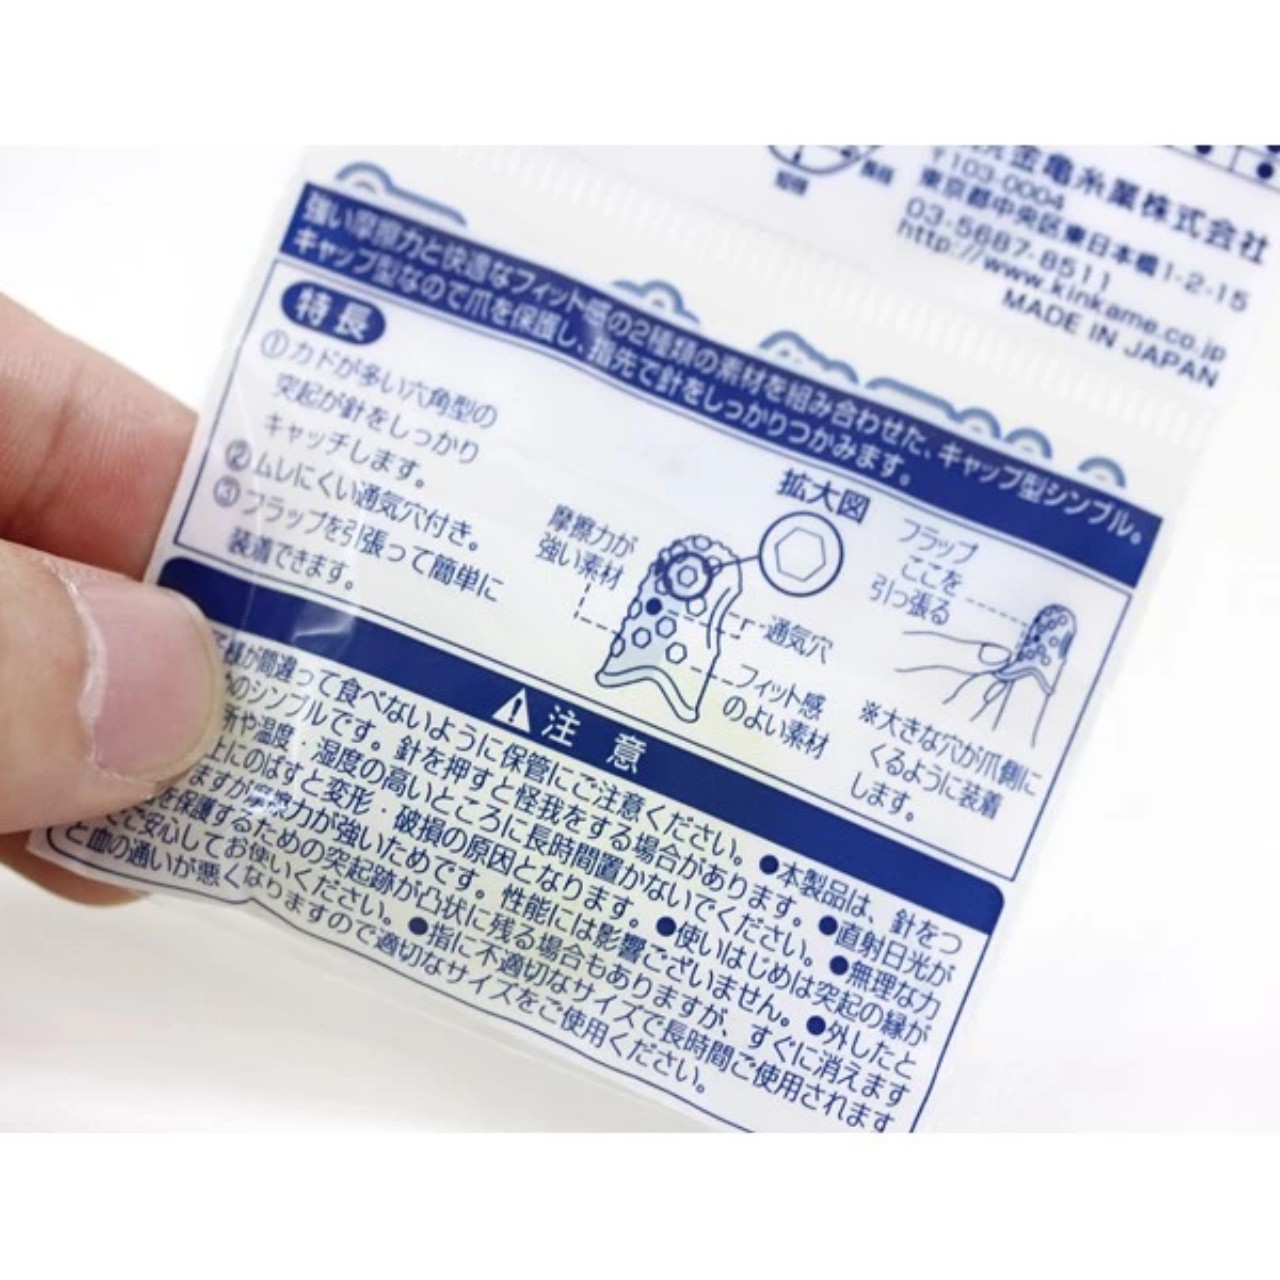 金亀糸業株式会社
〒103-0004
東京都中央区東日本橋1-2-15
03-5687-8511
http://www.kinkame.co.jp
MADE IN JAPAN
強い摩擦力と快適なフィット感の2種類の素材を組み合わせた、キャップ型シンブル。
キャップ型なので爪を保護し、指先で針をしっかりつかみます。
特長
①カドが多い六角型の
突起が針をしっかり
キャッチします。
②ムレにくい通気穴付き。
③フラップを引張って簡単に
装着できます。
拡大図
摩擦力が
強い素材
通気穴
フィット感
のよい素材
フラップ
ここを
引っ張る
※大きな穴が爪側に
くるように装着
します。
注意
様が間違って食べないように保管にご注意ください。●本製品は、針をつ
のシンブルです。針を押すと怪我をする場合があります。●直射日光が
所や温度・湿度の高いところに長時間置かないでください。●無理な力
上にのばすと変形・破損の原因となります。●使いはじめは突起の縁が
ますが摩擦力が強いためです。性能には影響ございません。●外したと
を保護するための突起跡が凸状に残る場合もありますが、すぐに消えます
ご安心してお使いください。●指に不適切なサイズで長時間ご使用されます
と血の通いが悪くなりますので適切なサイズをご使用ください。